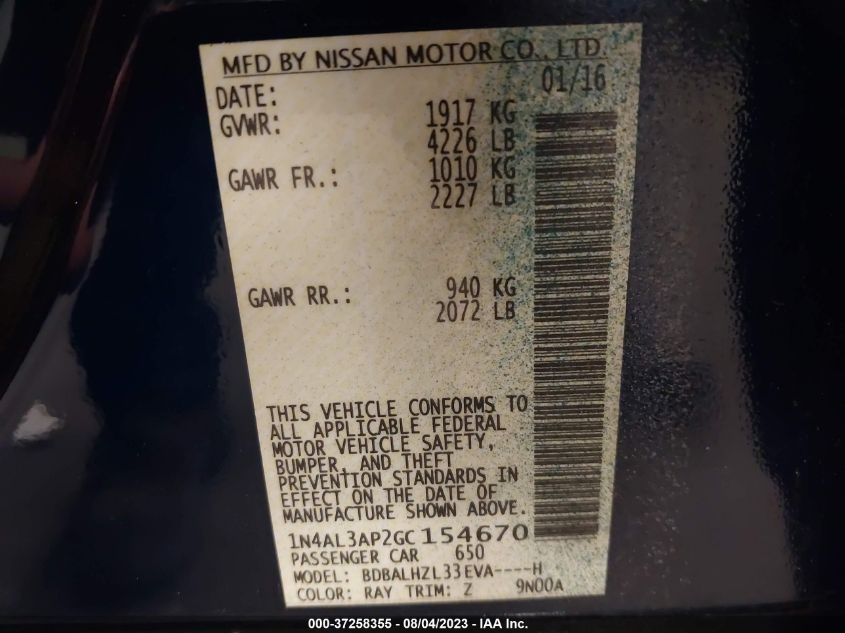 MFD BY NISSAN MOTOR CO., LTD.
DATE: 01/16
GVWR: 1917 KG
4226 LB
GAWR FR.: 1010 KG
2227 LB
GAWR RR.: 940 KG
2072 LB
THIS VEHICLE CONFORMS TO
ALL APPLICABLE FEDERAL
MOTOR VEHICLE SAFETY,
BUMPER, AND THEFT
PREVENTION STANDARDS IN
EFFECT ON THE DATE OF
MANUFACTURE SHOWN ABOVE.
1N4AL3AP2GC154670
PASSENGER CAR 650
MODEL: BDBALHZL33EVA----H
COLOR: RAY TRIM: Z 9N00A
000-37258355 - 08/04/2023 - IAA Inc.